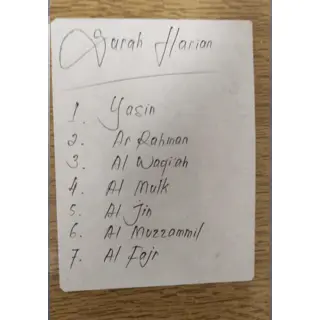 Surah Harian
1. Yasin
2. Ar Rahman
3. Al Waqiah
4. Al Mulk
5. Al Jin
6. Al Muzzammil
7. Al Fajr